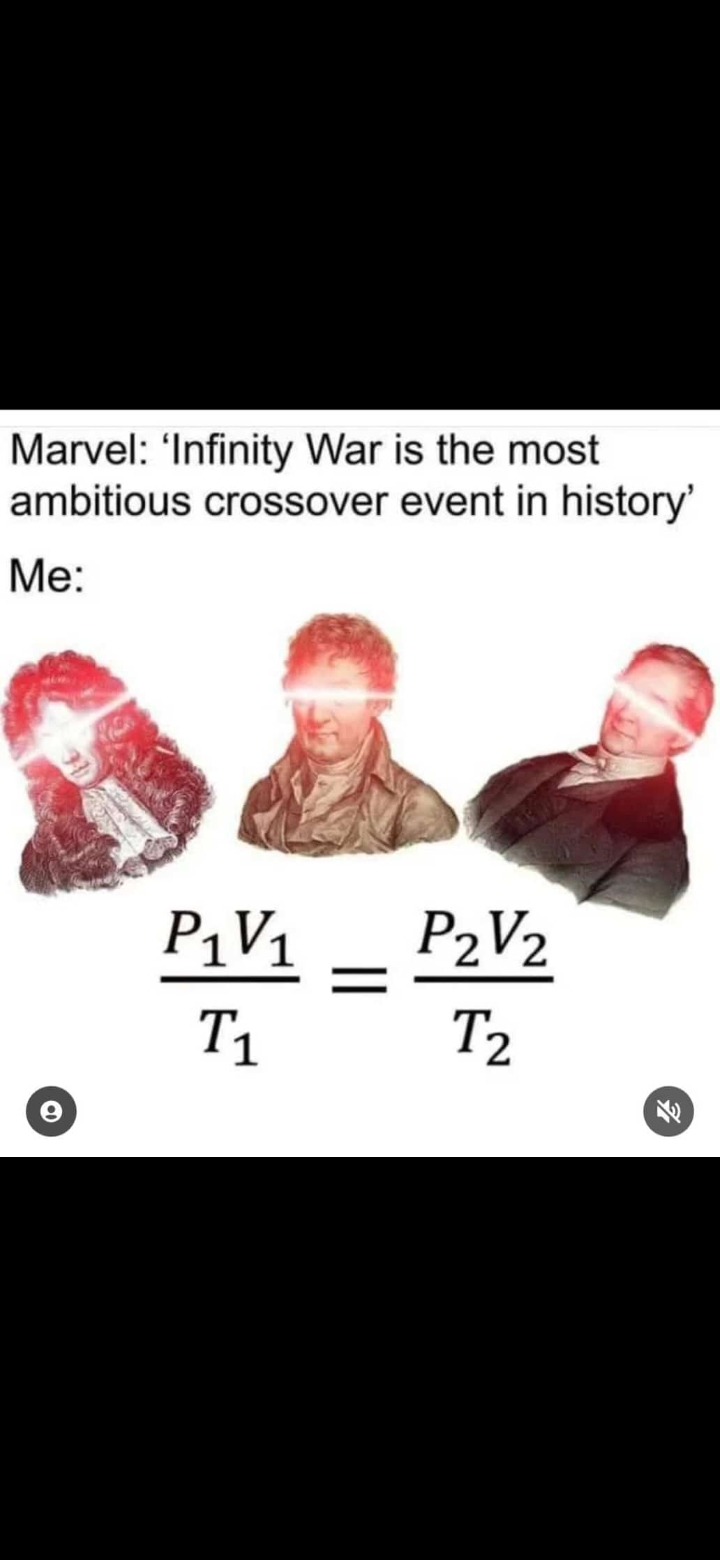 Marvel: ‘Infinity War is the most
ambitious crossover event in history’
Me:
P₁V₁ / T₁ = P₂V₂ / T₂